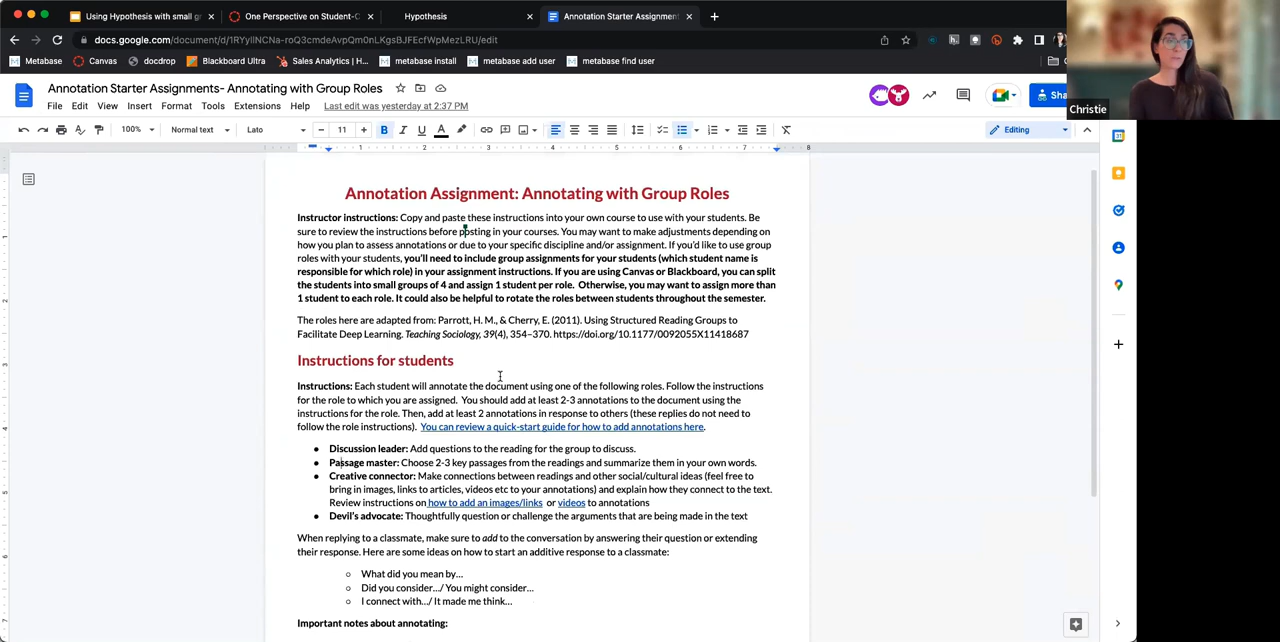 Using Hypothesis with small gr
One Perspective on Student-C
Hypothesis
Annotation Starter Assignment
docs.google.com/document/d/1RYyllNCNa-roQ3cmdeAvpQm0nLKgsBJFEcfWpMezLRU/edit
Metabase
Canvas
docdrop
Blackboard Ultra
Sales Analytics | H...
metabase install
metabase add user
metabase find user
Christie
Annotation Starter Assignments- Annotating with Group Roles
File Edit View Insert Format Tools Extensions Help Last edit was yesterday at 2:37 PM
Sha
100% Normal text Lato 11 Editing
1 2 3 4 5 6 7 8
Annotation Assignment: Annotating with Group Roles
Instructor instructions: Copy and paste these instructions into your own course to use with your students. Be
sure to review the instructions before posting in your courses. You may want to make adjustments depending on
how you plan to assess annotations or due to your specific discipline and/or assignment. If you'd like to use group
roles with your students, you'll need to include group assignments for your students (which student name is
responsible for which role) in your assignment instructions. If you are using Canvas or Blackboard, you can split
the students into small groups of 4 and assign 1 student per role. Otherwise, you may want to assign more than
1 student to each role. It could also be helpful to rotate the roles between students throughout the semester.
The roles here are adapted from: Parrott, H. M., & Cherry, E. (2011). Using Structured Reading Groups to
Facilitate Deep Learning. Teaching Sociology, 39(4), 354–370. https://doi.org/10.1177/0092055X11418687
Instructions for students
Instructions: Each student will annotate the document using one of the following roles. Follow the instructions
for the role to which you are assigned. You should add at least 2-3 annotations to the document using the
instructions for the role. Then, add at least 2 annotations in response to others (these replies do not need to
follow the role instructions). You can review a quick-start guide for how to add annotations here.
● Discussion leader: Add questions to the reading for the group to discuss.
● Passage master: Choose 2-3 key passages from the readings and summarize them in your own words.
● Creative connector: Make connections between readings and other social/cultural ideas (feel free to
bring in images, links to articles, videos etc to your annotations) and explain how they connect to the text.
Review instructions on how to add an images/links or videos to annotations
● Devil's advocate: Thoughtfully question or challenge the arguments that are being made in the text
When replying to a classmate, make sure to add to the conversation by answering their question or extending
their response. Here are some ideas on how to start an additive response to a classmate:
○ What did you mean by...
○ Did you consider.../ You might consider...
○ I connect with.../ It made me think...
Important notes about annotating: